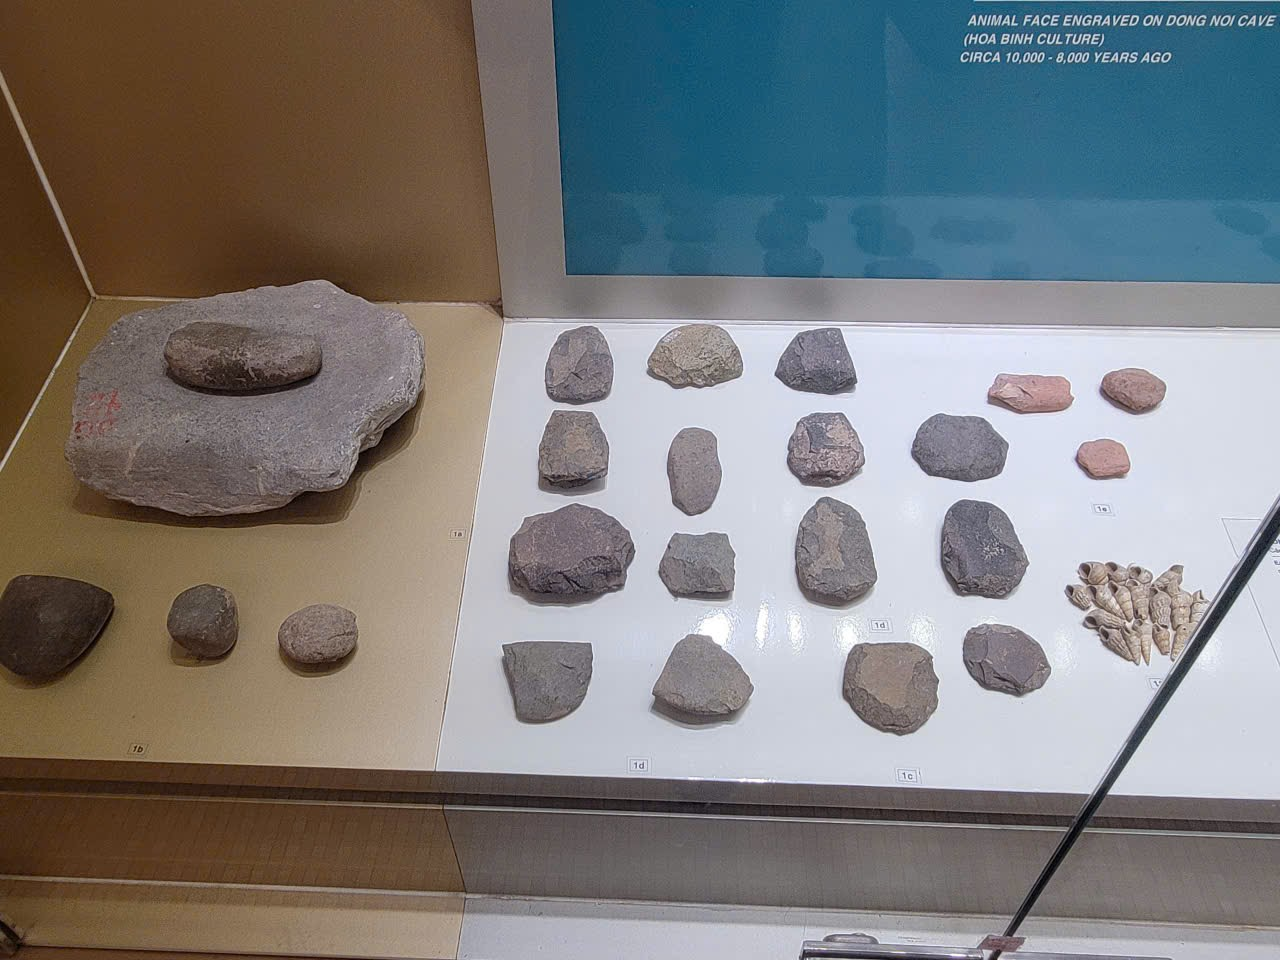 ANIMAL FACE ENGRAVED ON DONG NOI CAVE
(HOA BINH CULTURE)
CIRCA 10,000 - 8,000 YEARS AGO
1a
1e
1d
1b
1d
1c